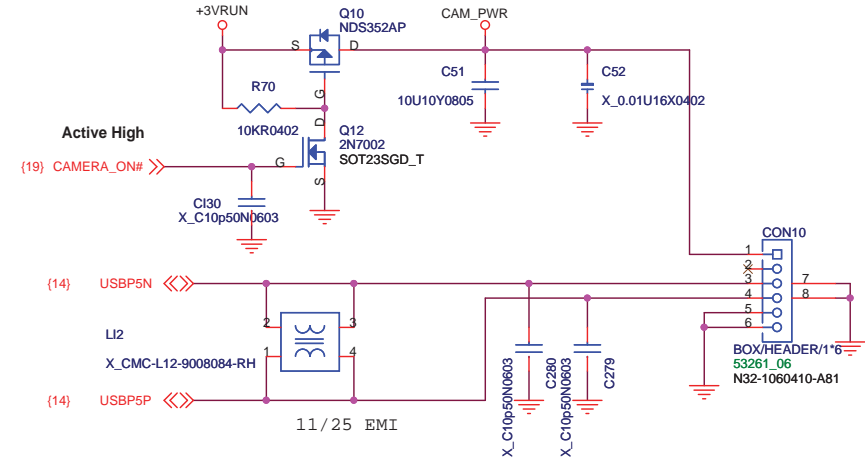 +3VRUN
Q10
NDS352AP
CAM_PWR
S
D
G
R70
10KR0402
C51
10U10Y0805
C52
X_0.01U16X0402
Active High
D
Q12
2N7002
SOT23SGD_T
{19} CAMERA_ON#
G
S
CI30
X_C10p50N0603
CON10
1
2
3
4
5
6
7
8
BOX/HEADER/1*6
53261_06
N32-1060410-A81
{14} USBP5N
2
3
LI2
1
4
X_CMC-L12-9008084-RH
{14} USBP5P
11/25 EMI
X_C10p50N0603
C280
X_C10p50N0603
C279